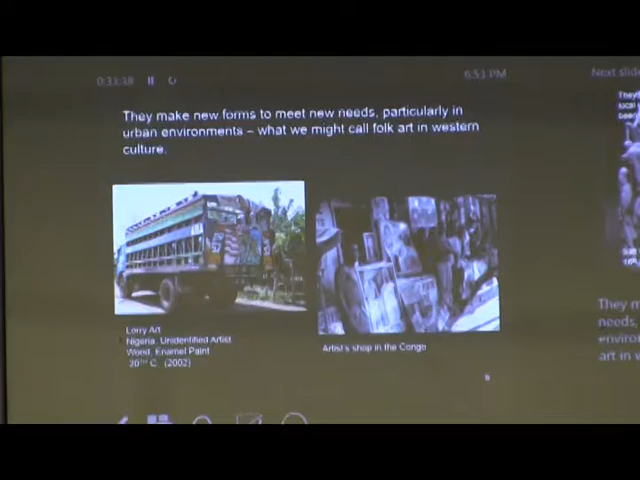 0:33:18
6:53 PM
Next slide
They make new forms to meet new needs, particularly in
urban environments – what we might call folk art in western
culture.
Lorry Art
Nigeria, Unidentified Artist
Wood, Enamel Paint
20TH C. (2002)
Artist's shop in the Congo
They m
needs,
environ
art in w